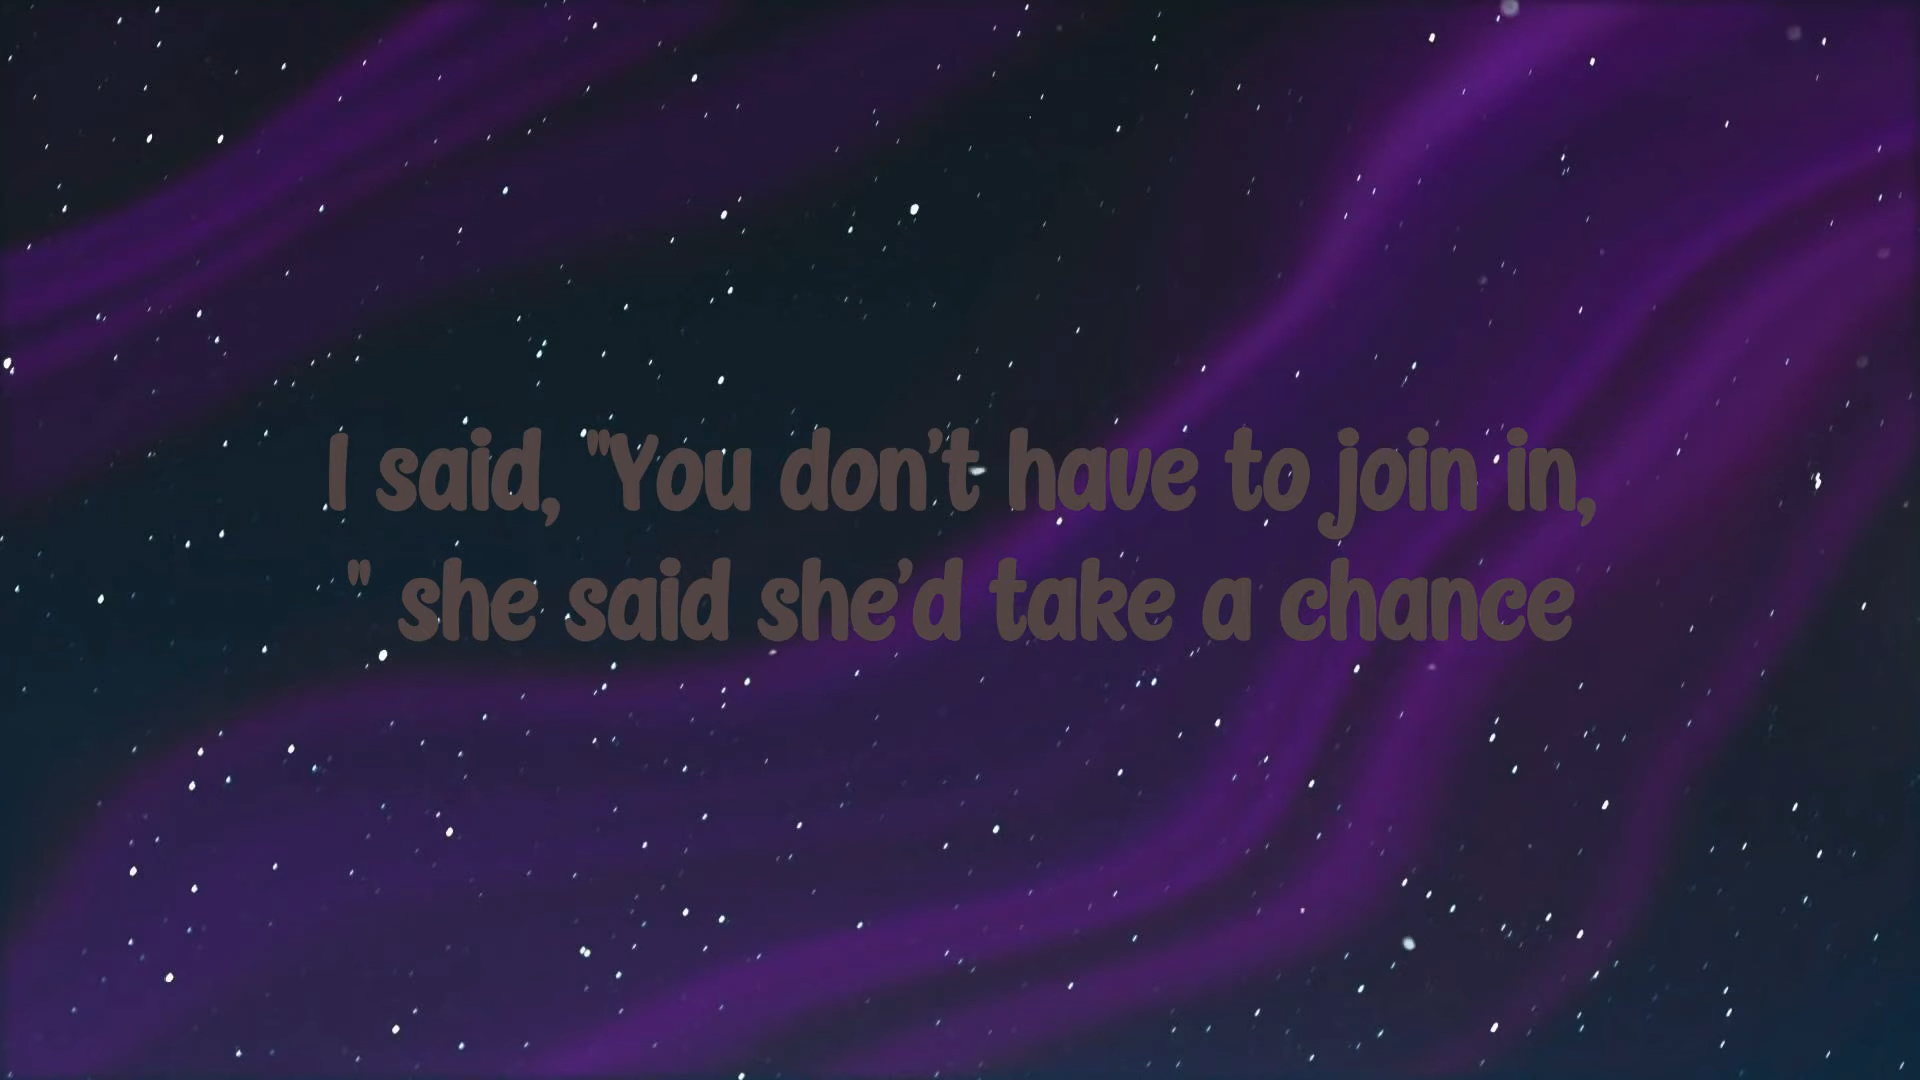 I said, "You don't have to join in,
" she said she'd take a chance